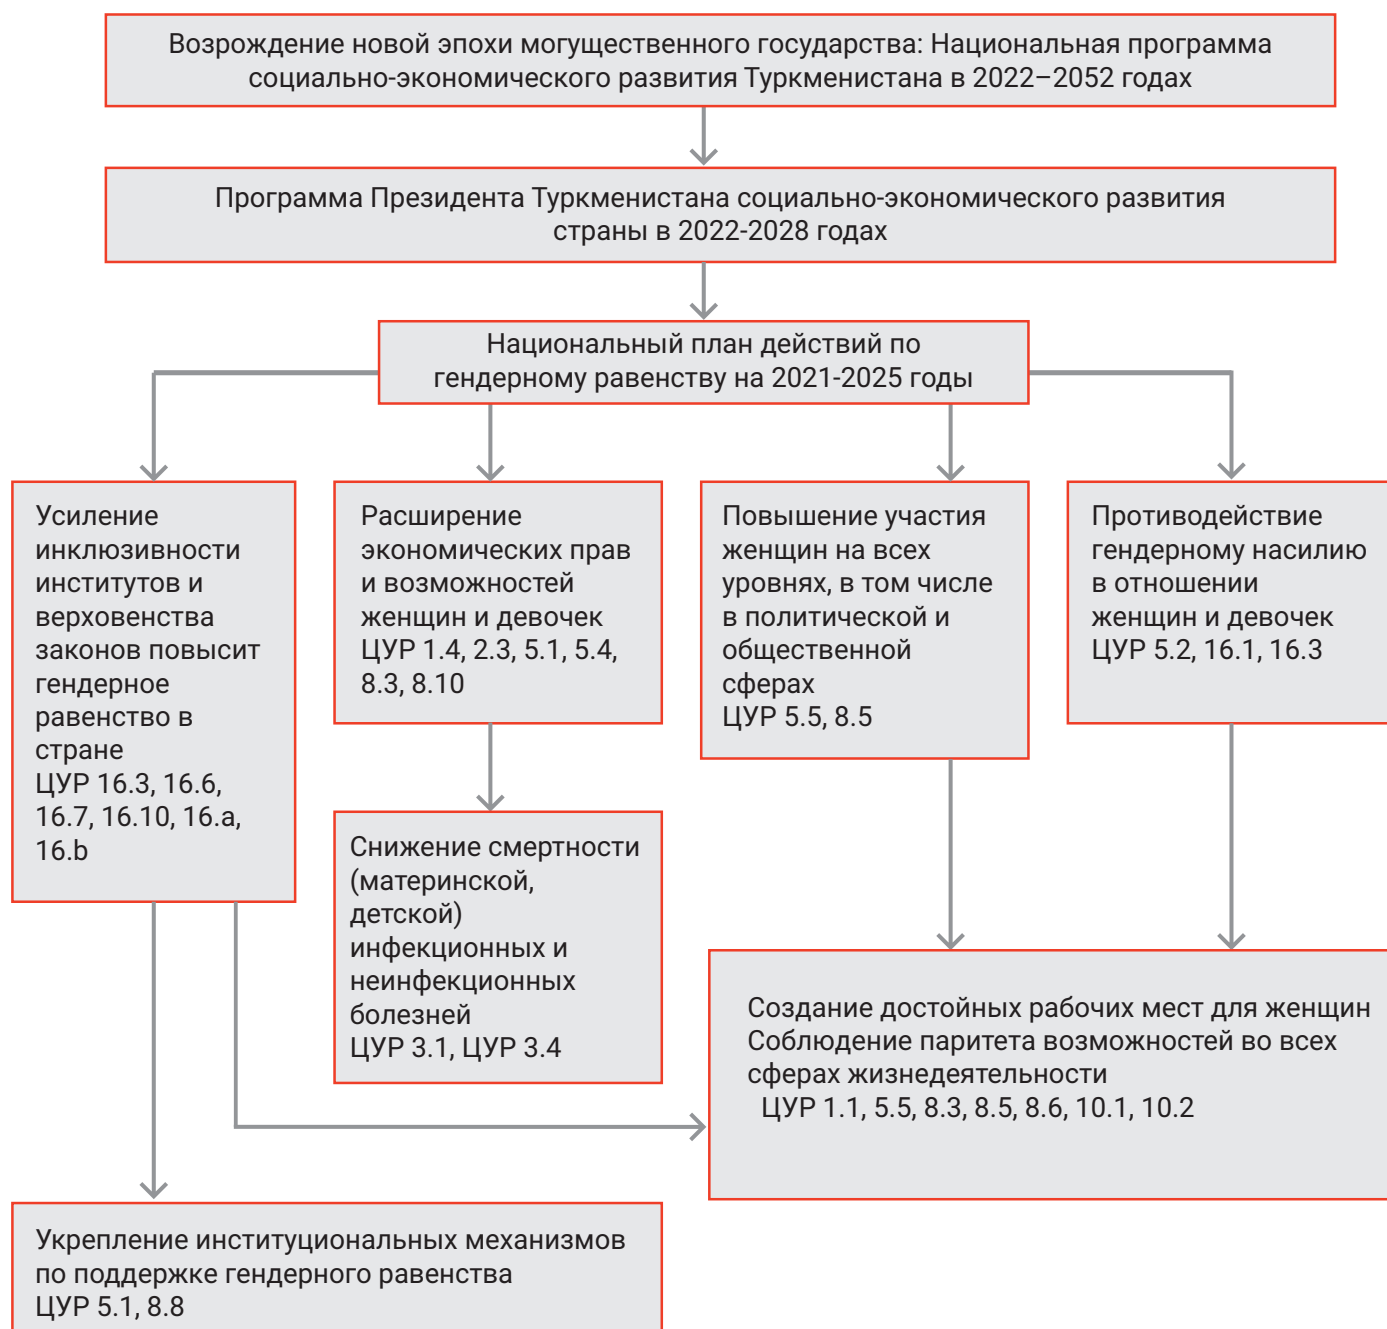 Возрождение новой эпохи могущественного государства: Национальная программа
социально-экономического развития Туркменистана в 2022–2052 годах
Программа Президента Туркменистана социально-экономического развития
страны в 2022-2028 годах
Национальный план действий по
гендерному равенству на 2021-2025 годы
Усиление
инклюзивности
институтов и
верховенства
законов повысит
гендерное
равенство в
стране
ЦУР 16.3, 16.6,
16.7, 16.10, 16.a,
16.b
Расширение
экономических прав
и возможностей
женщин и девочек
ЦУР 1.4, 2.3, 5.1, 5.4,
8.3, 8.10
Повышение участия
женщин на всех
уровнях, в том числе
в политической и
общественной
сферах
ЦУР 5.5, 8.5
Противодействие
гендерному насилию
в отношении
женщин и девочек
ЦУР 5.2, 16.1, 16.3
Снижение смертности
(материнской,
детской)
инфекционных и
неинфекционных
болезней
ЦУР 3.1, ЦУР 3.4
Создание достойных рабочих мест для женщин
Соблюдение паритета возможностей во всех
сферах жизнедеятельности
ЦУР 1.1, 5.5, 8.3, 8.5, 8.6, 10.1, 10.2
Укрепление институциональных механизмов
по поддержке гендерного равенства
ЦУР 5.1, 8.8